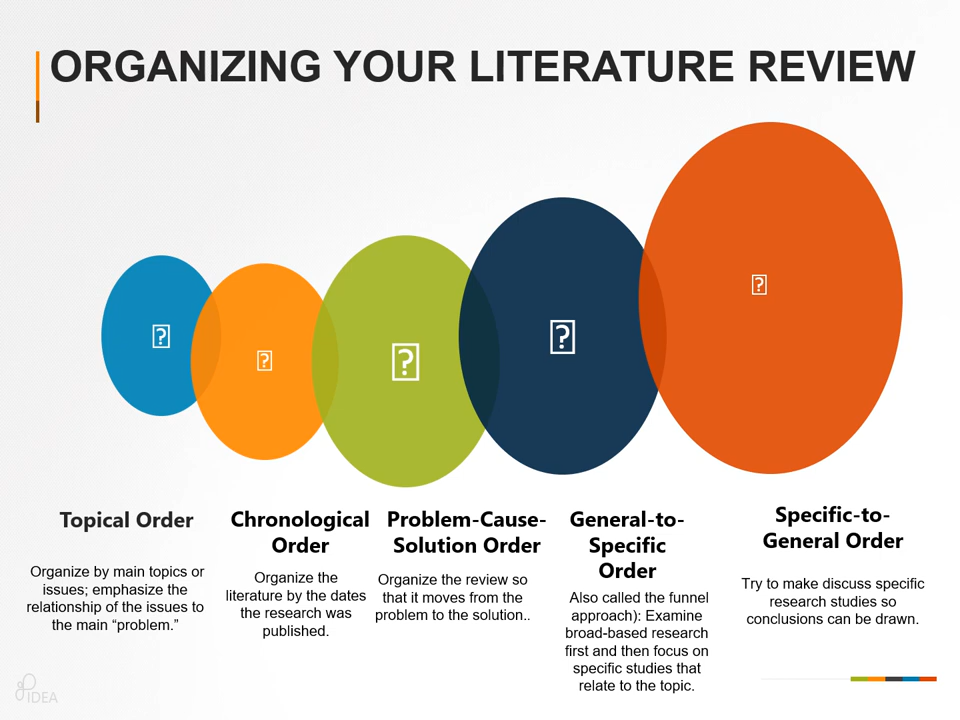 ORGANIZING YOUR LITERATURE REVIEW
?
?
?
?
?
Topical Order
Organize by main topics or
issues; emphasize the
relationship of the issues to
the main “problem.”
Chronological
Order
Organize the
literature by the dates
the research was
published.
Problem-Cause-
Solution Order
Organize the review so
that it moves from the
problem to the solution..
General-to-
Specific
Order
Also called the funnel
approach): Examine
broad-based research
first and then focus on
specific studies that
relate to the topic.
Specific-to-
General Order
Try to make discuss specific
research studies so
conclusions can be drawn.
IDEA